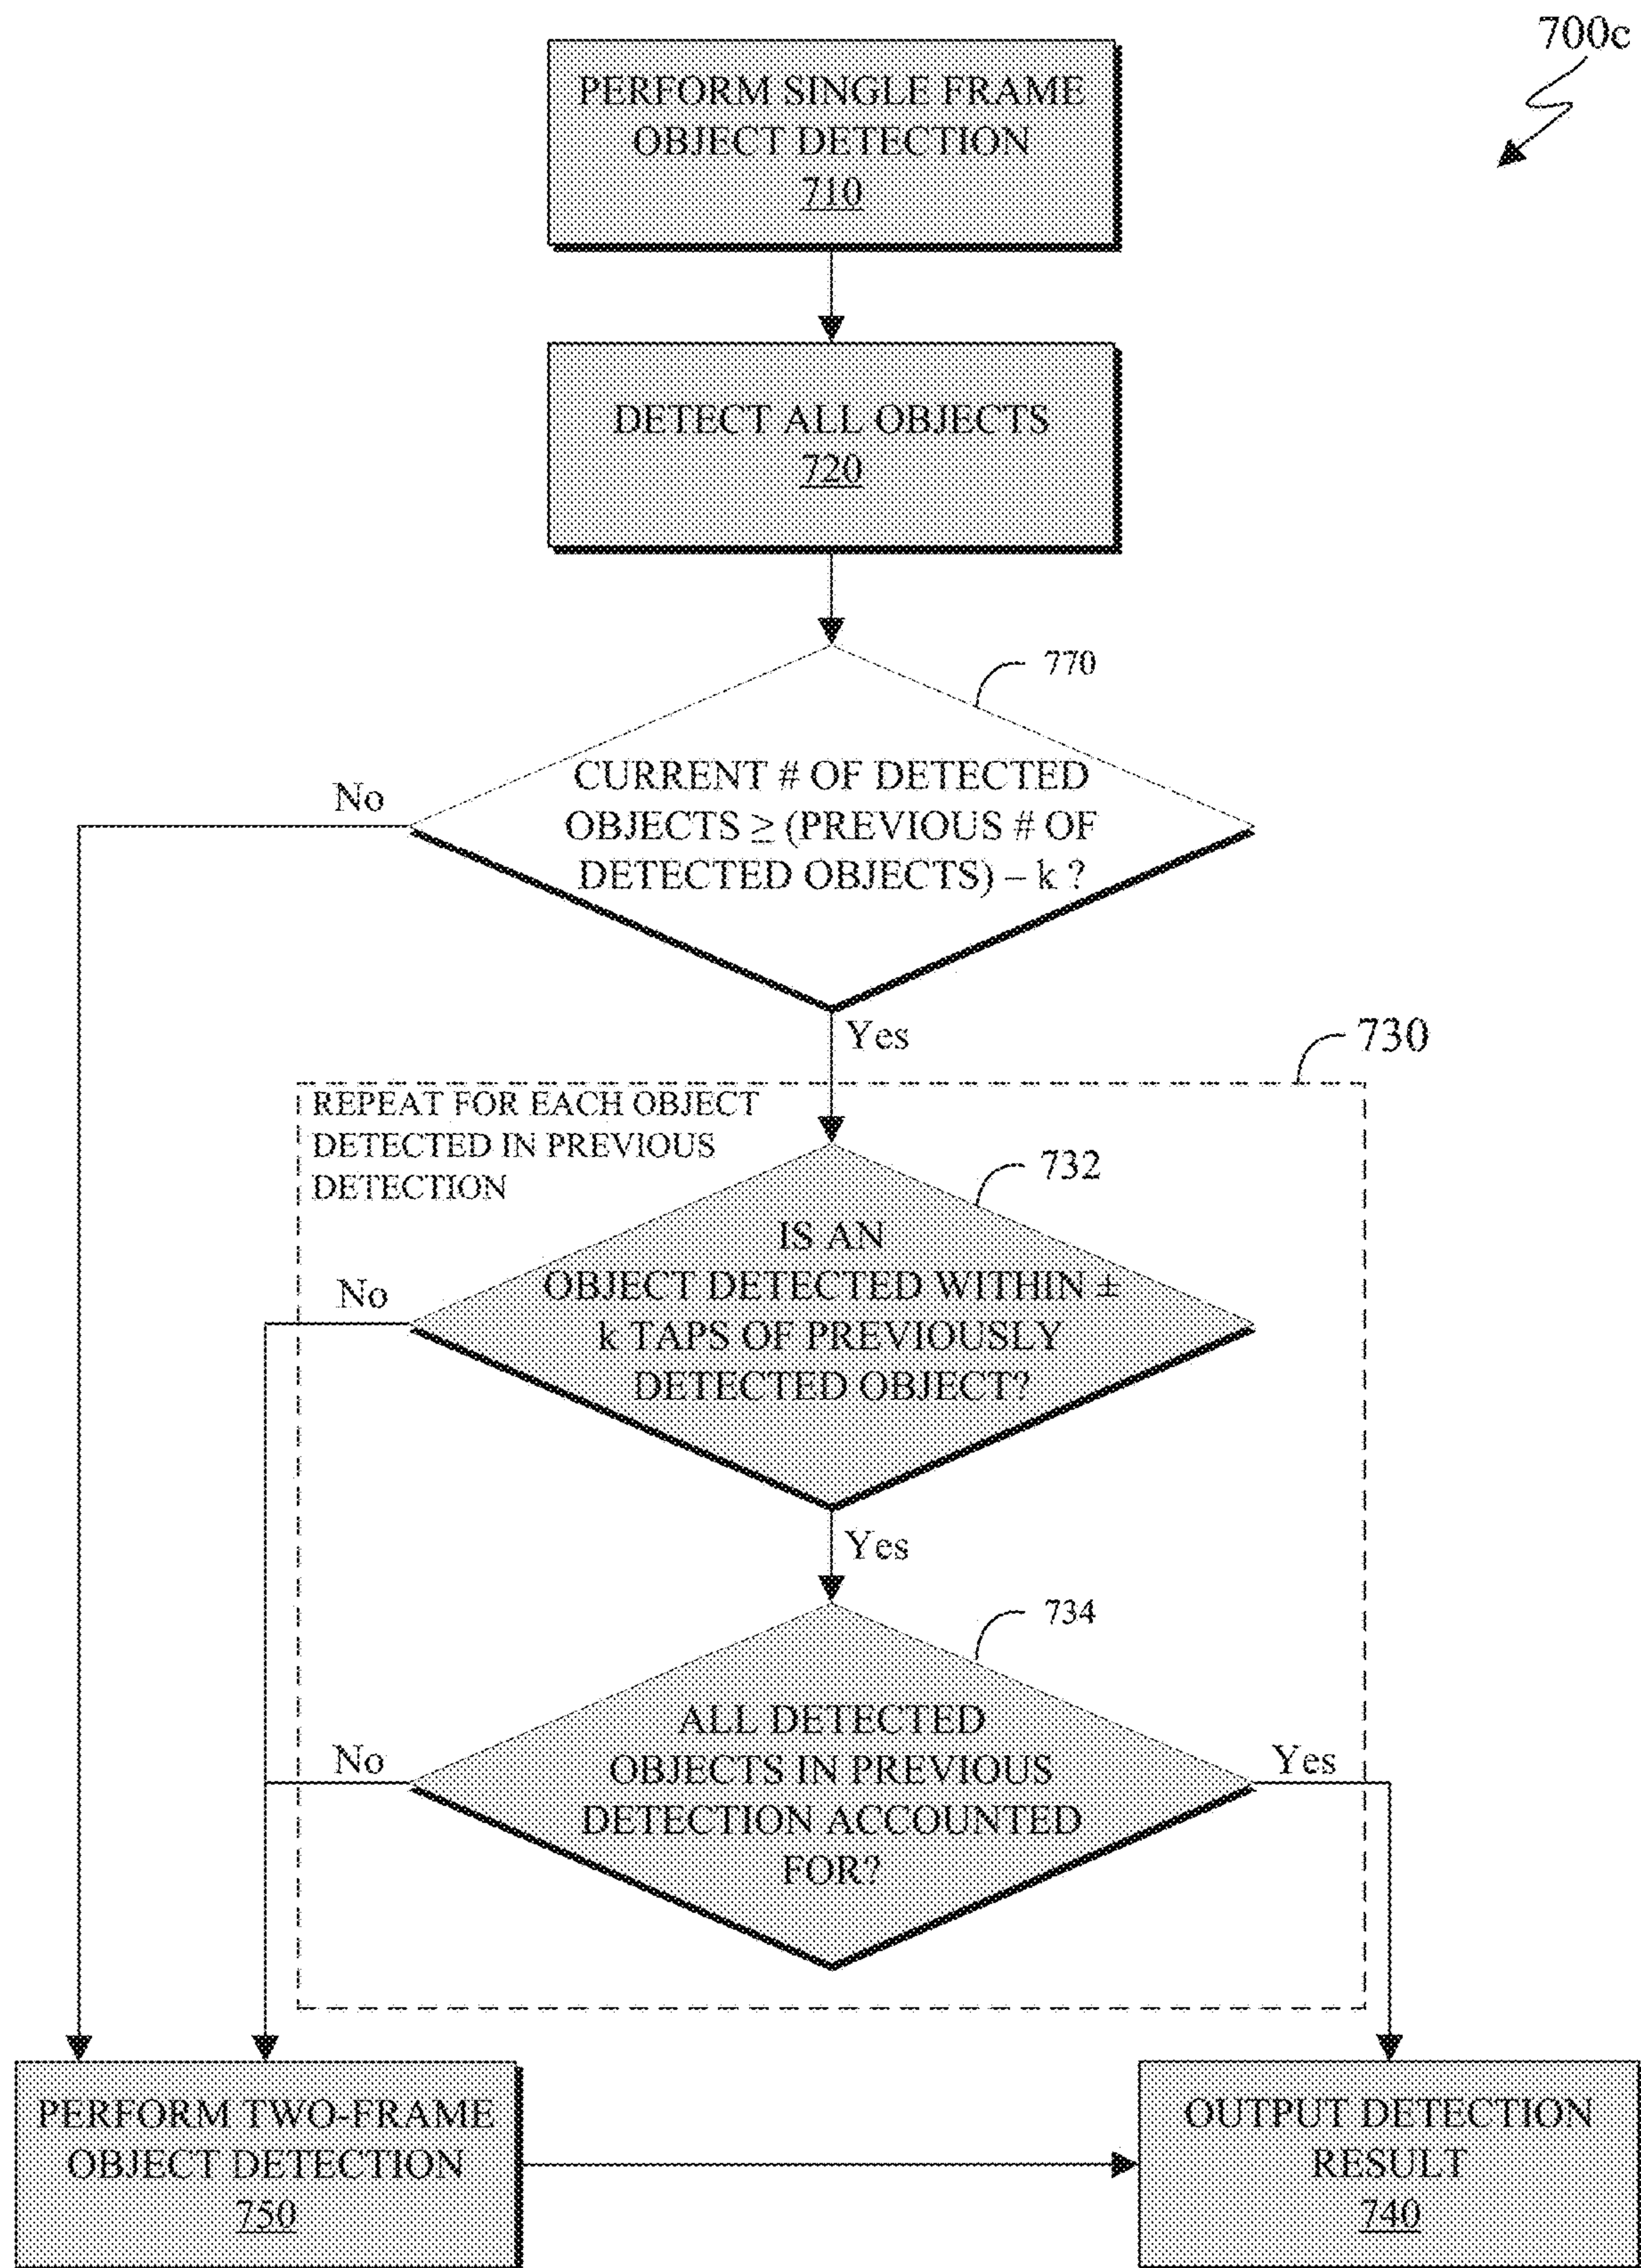 700c
PERFORM SINGLE FRAME
OBJECT DETECTION
710
DETECT ALL OBJECTS
720
770
CURRENT # OF DETECTED
OBJECTS ≥ (PREVIOUS # OF
DETECTED OBJECTS) – k ?
No
Yes
730
REPEAT FOR EACH OBJECT
DETECTED IN PREVIOUS
DETECTION
732
IS AN
OBJECT DETECTED WITHIN ±
k TAPS OF PREVIOUSLY
DETECTED OBJECT?
No
Yes
734
ALL DETECTED
OBJECTS IN PREVIOUS
DETECTION ACCOUNTED
FOR?
No
Yes
PERFORM TWO-FRAME
OBJECT DETECTION
750
OUTPUT DETECTION
RESULT
740